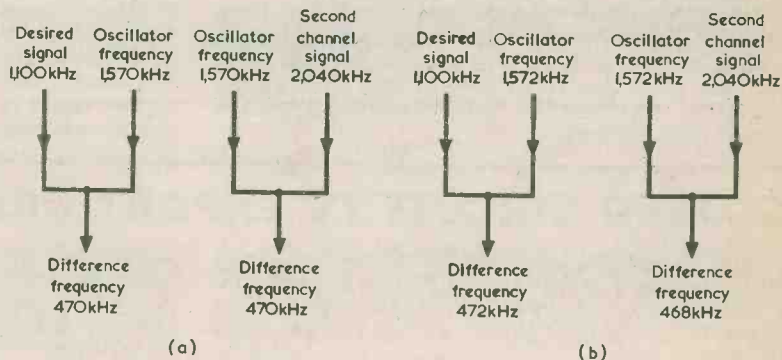 Desired
signal
1,100kHz
Oscillator
frequency
1,570kHz
Oscillator
frequency
1,570kHz
Second
channel
signal
2,040kHz
Desired
signal
1,100kHz
Oscillator
frequency
1,572kHz
Oscillator
frequency
1,572kHz
Second
channel
signal
2,040kHz
Difference
frequency
470kHz
Difference
frequency
470kHz
Difference
frequency
472kHz
Difference
frequency
468kHz
(a)
(b)